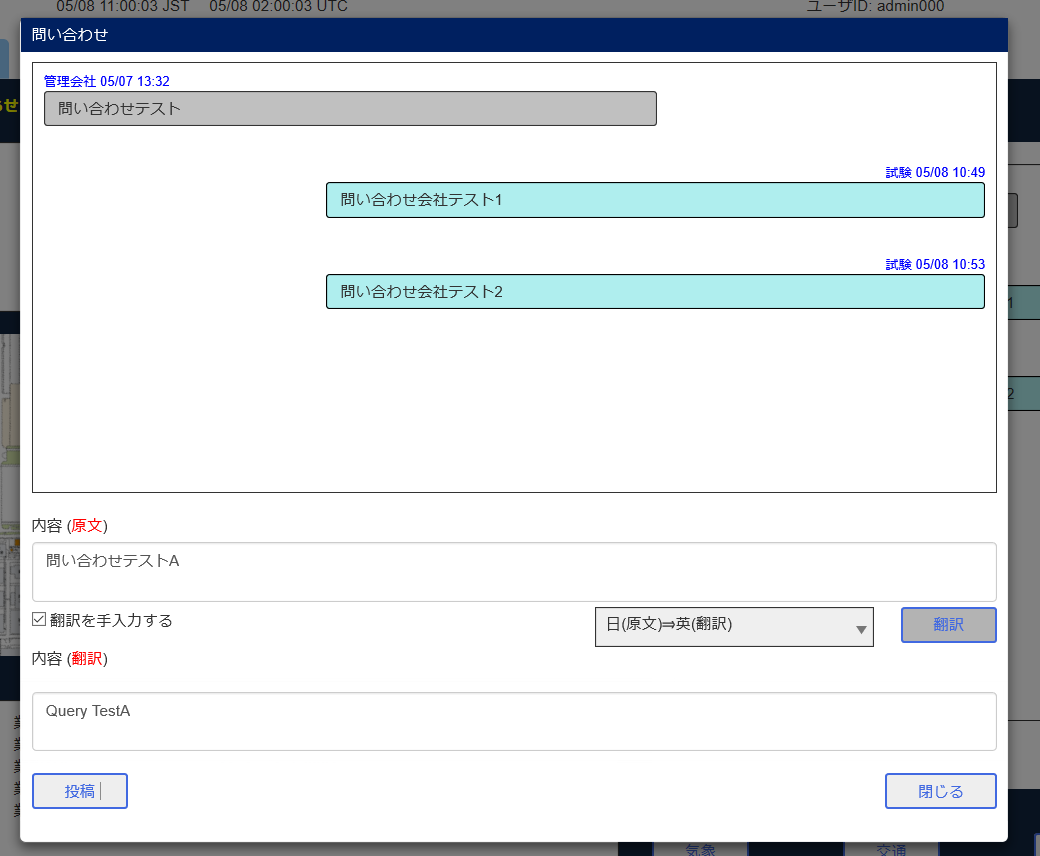 05/08 11:00:03 JST 05/08 02:00:03 UTC ユーザID: admin000
問い合わせ
管理会社 05/07 13:32
問い合わせテスト
試験 05/08 10:49
問い合わせ会社テスト1
試験 05/08 10:53
問い合わせ会社テスト2
1
2
内容 (原文)
問い合わせテストA
翻訳を手入力する
日(原文)⇒英(翻訳)
翻訳
内容 (翻訳)
Query TestA
投稿
閉じる
気象
交通